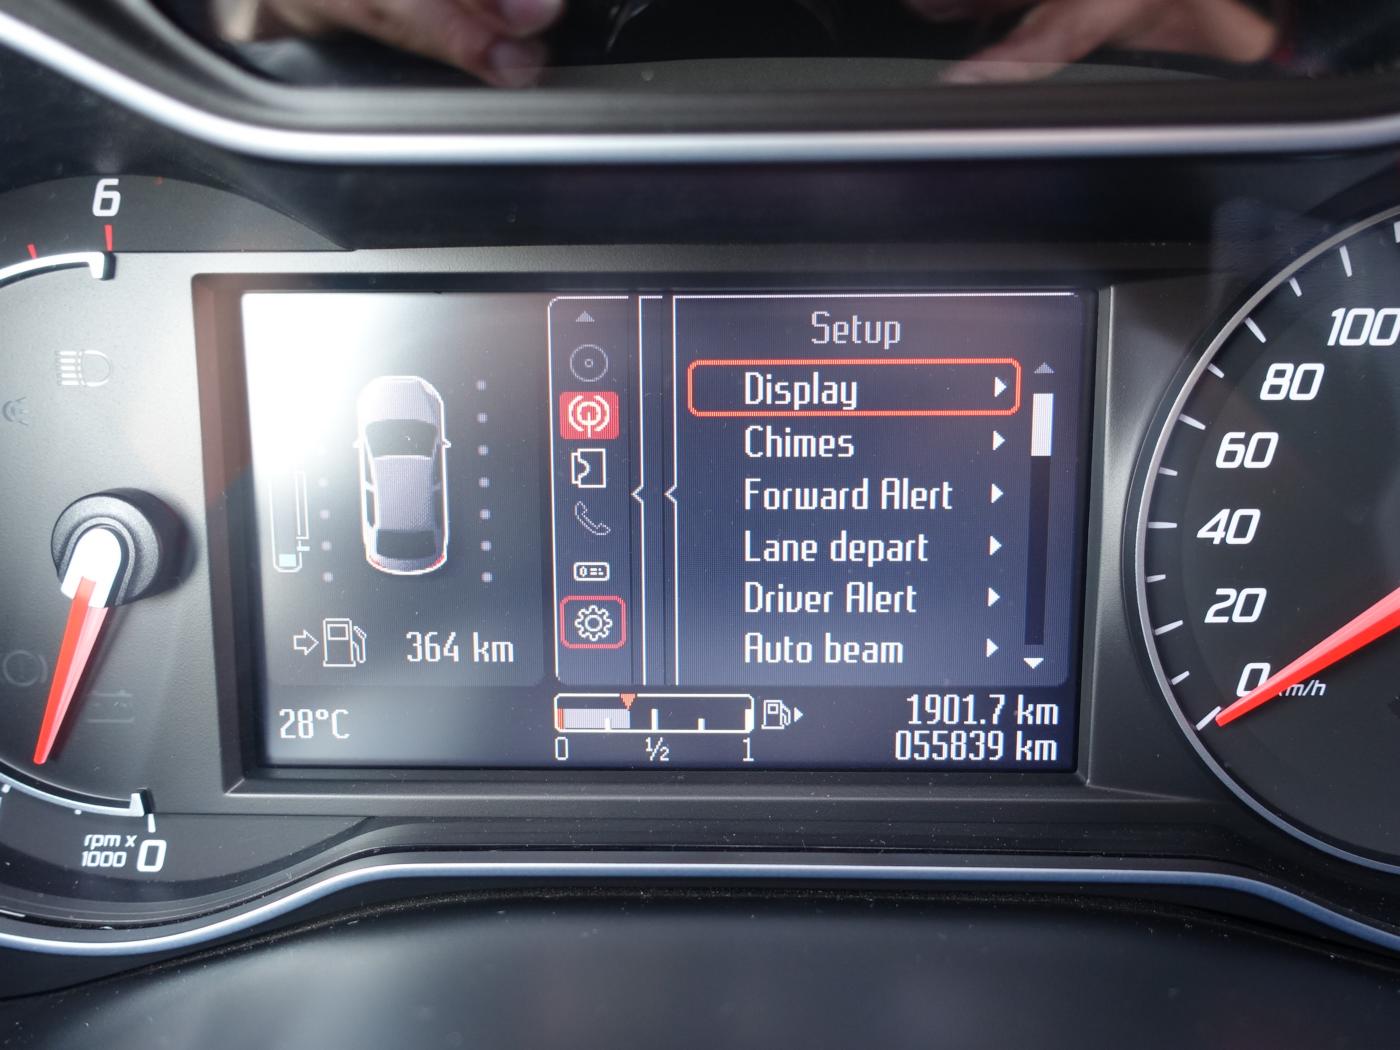 6
Setup
Display
Chimes
Forward Alert
Lane depart
Driver Alert
Auto beam
364 km
28°C
0 ½ 1
1901.7 km
055839 km
rpm x
1000 0
100
80
60
40
20
0
km/h